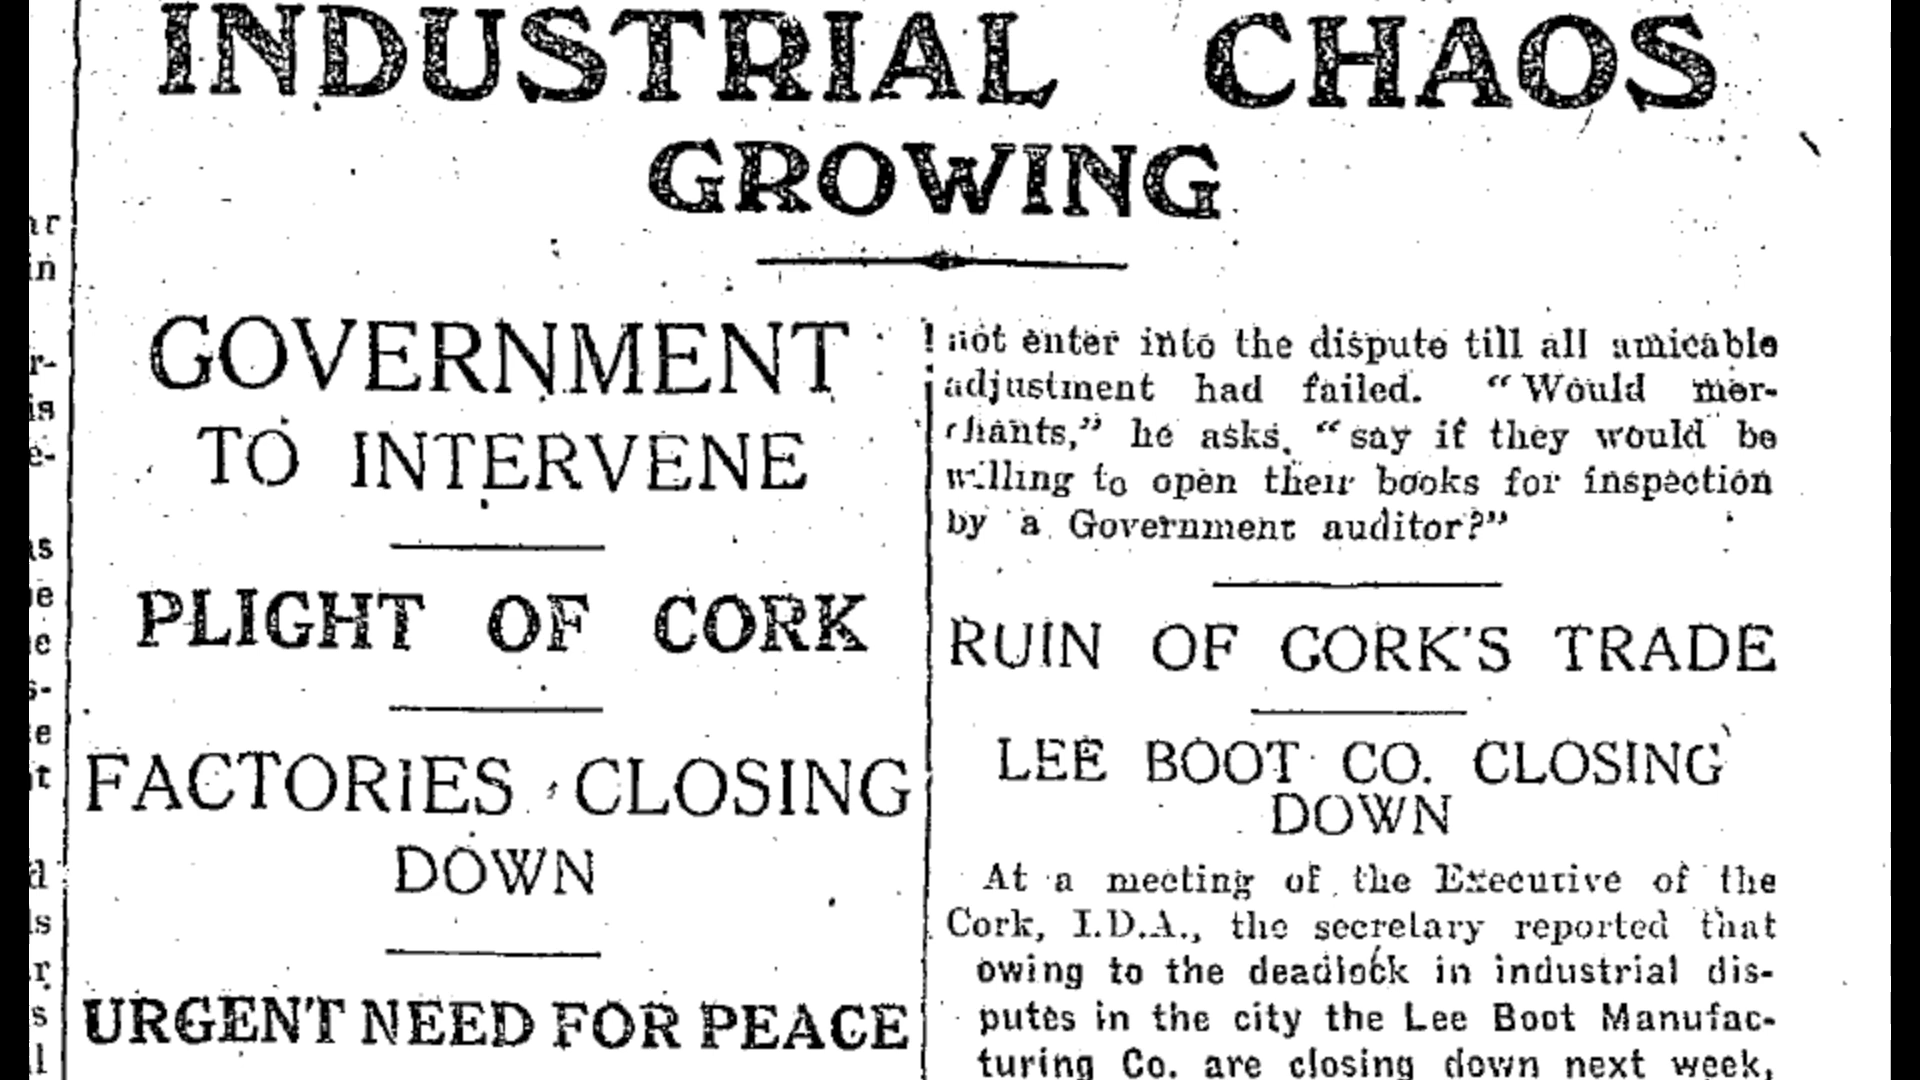 INDUSTRIAL CHAOS
GROWING
GOVERNMENT
TO INTERVENE
PLIGHT OF CORK
FACTORIES CLOSING
DOWN
URGENT NEED FOR PEACE
not enter into the dispute till all amicable
adjustment had failed. “Would mer-
chants,” he asks, “say if they would be
willing to open their books for inspection
by a Government auditor?”
RUIN OF CORK'S TRADE
LEE BOOT CO. CLOSING
DOWN
At a meeting of the Executive of the
Cork, I.D.A., the secretary reported that
owing to the deadlock in industrial dis-
putes in the city the Lee Boot Manufac-
turing Co. are closing down next week,